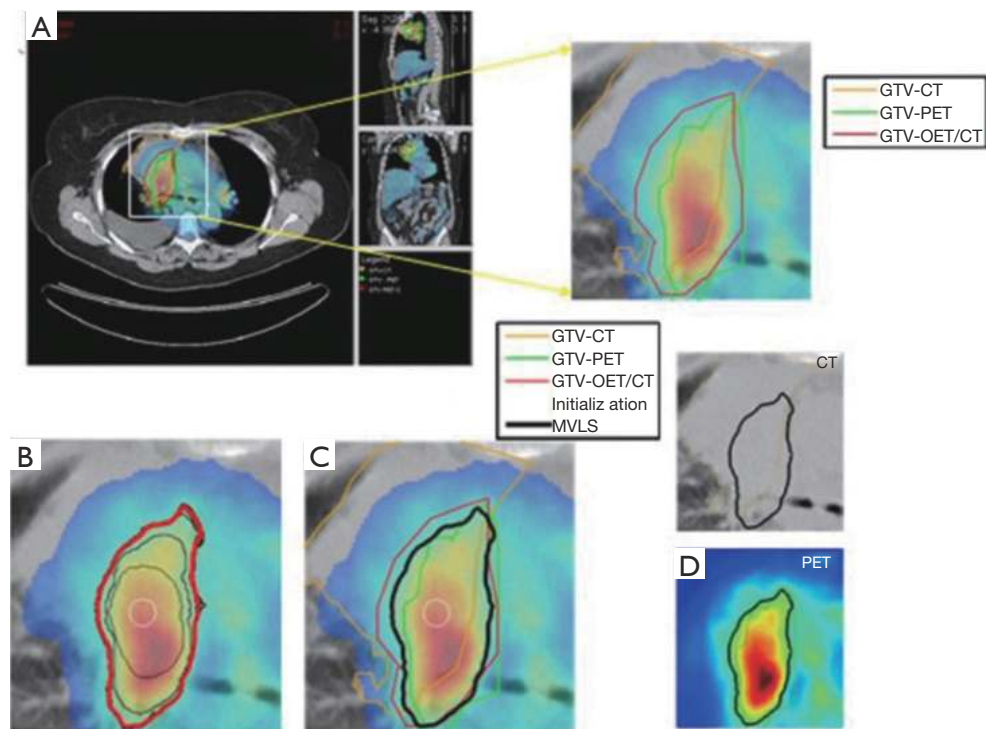 A
GTV-CT
GTV-PET
GTV-OET/CT
GTV-CT
GTV-PET
GTV-OET/CT
Initializ ation
MVLS
CT
B
C
D
PET